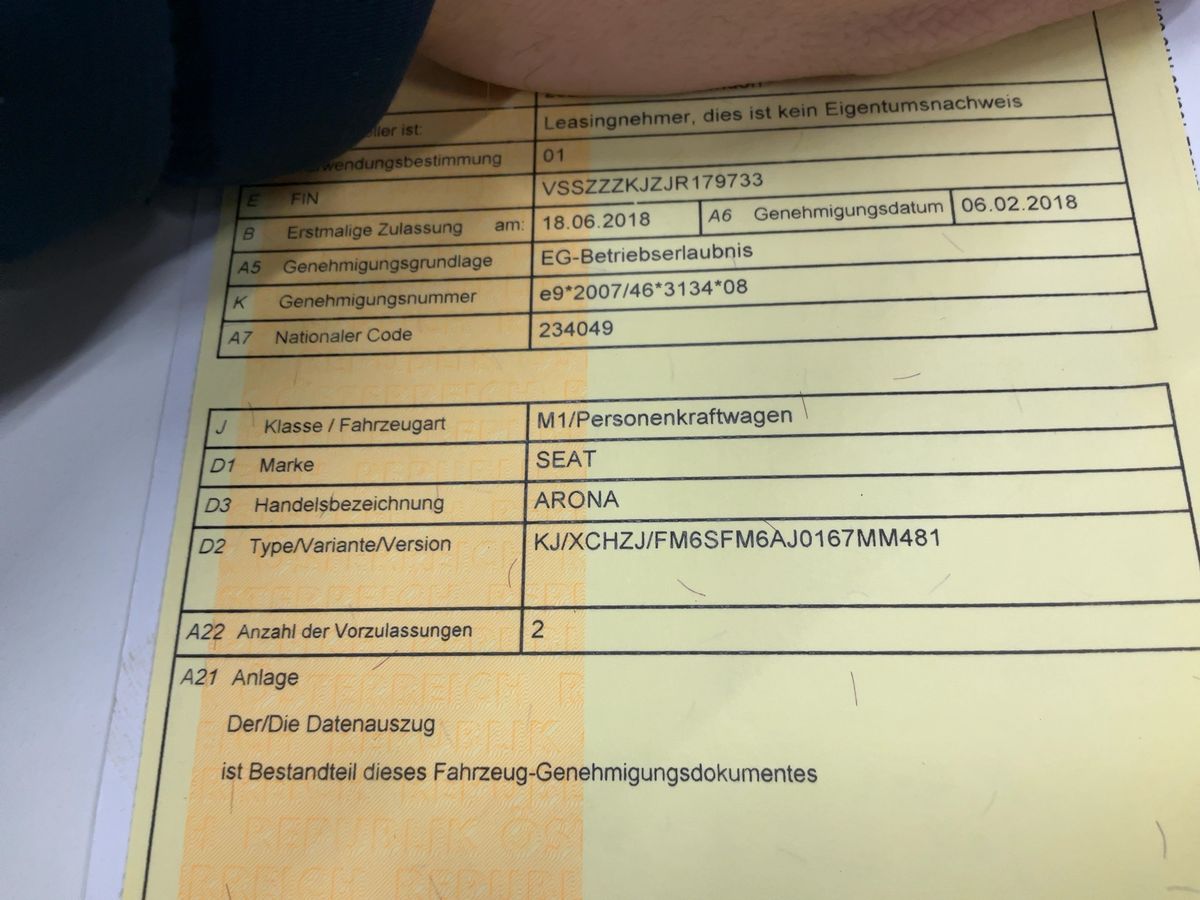 ller ist: Leasingnehmer, dies ist kein Eigentumsnachweis
wendungsbestimmung 01
E FIN VSSZZZKJZJR179733
B Erstmalige Zulassung am: 18.06.2018 A6 Genehmigungsdatum 06.02.2018
A5 Genehmigungsgrundlage EG-Betriebserlaubnis
K Genehmigungsnummer e9*2007/46*3134*08
A7 Nationaler Code 234049
J Klasse / Fahrzeugart M1/Personenkraftwagen
D1 Marke SEAT
D3 Handelsbezeichnung ARONA
D2 Type/Variante/Version KJ/XCHZJ/FM6SFM6AJ0167MM481
A22 Anzahl der Vorzulassungen 2
A21 Anlage
Der/Die Datenauszug
ist Bestandteil dieses Fahrzeug-Genehmigungsdokumentes